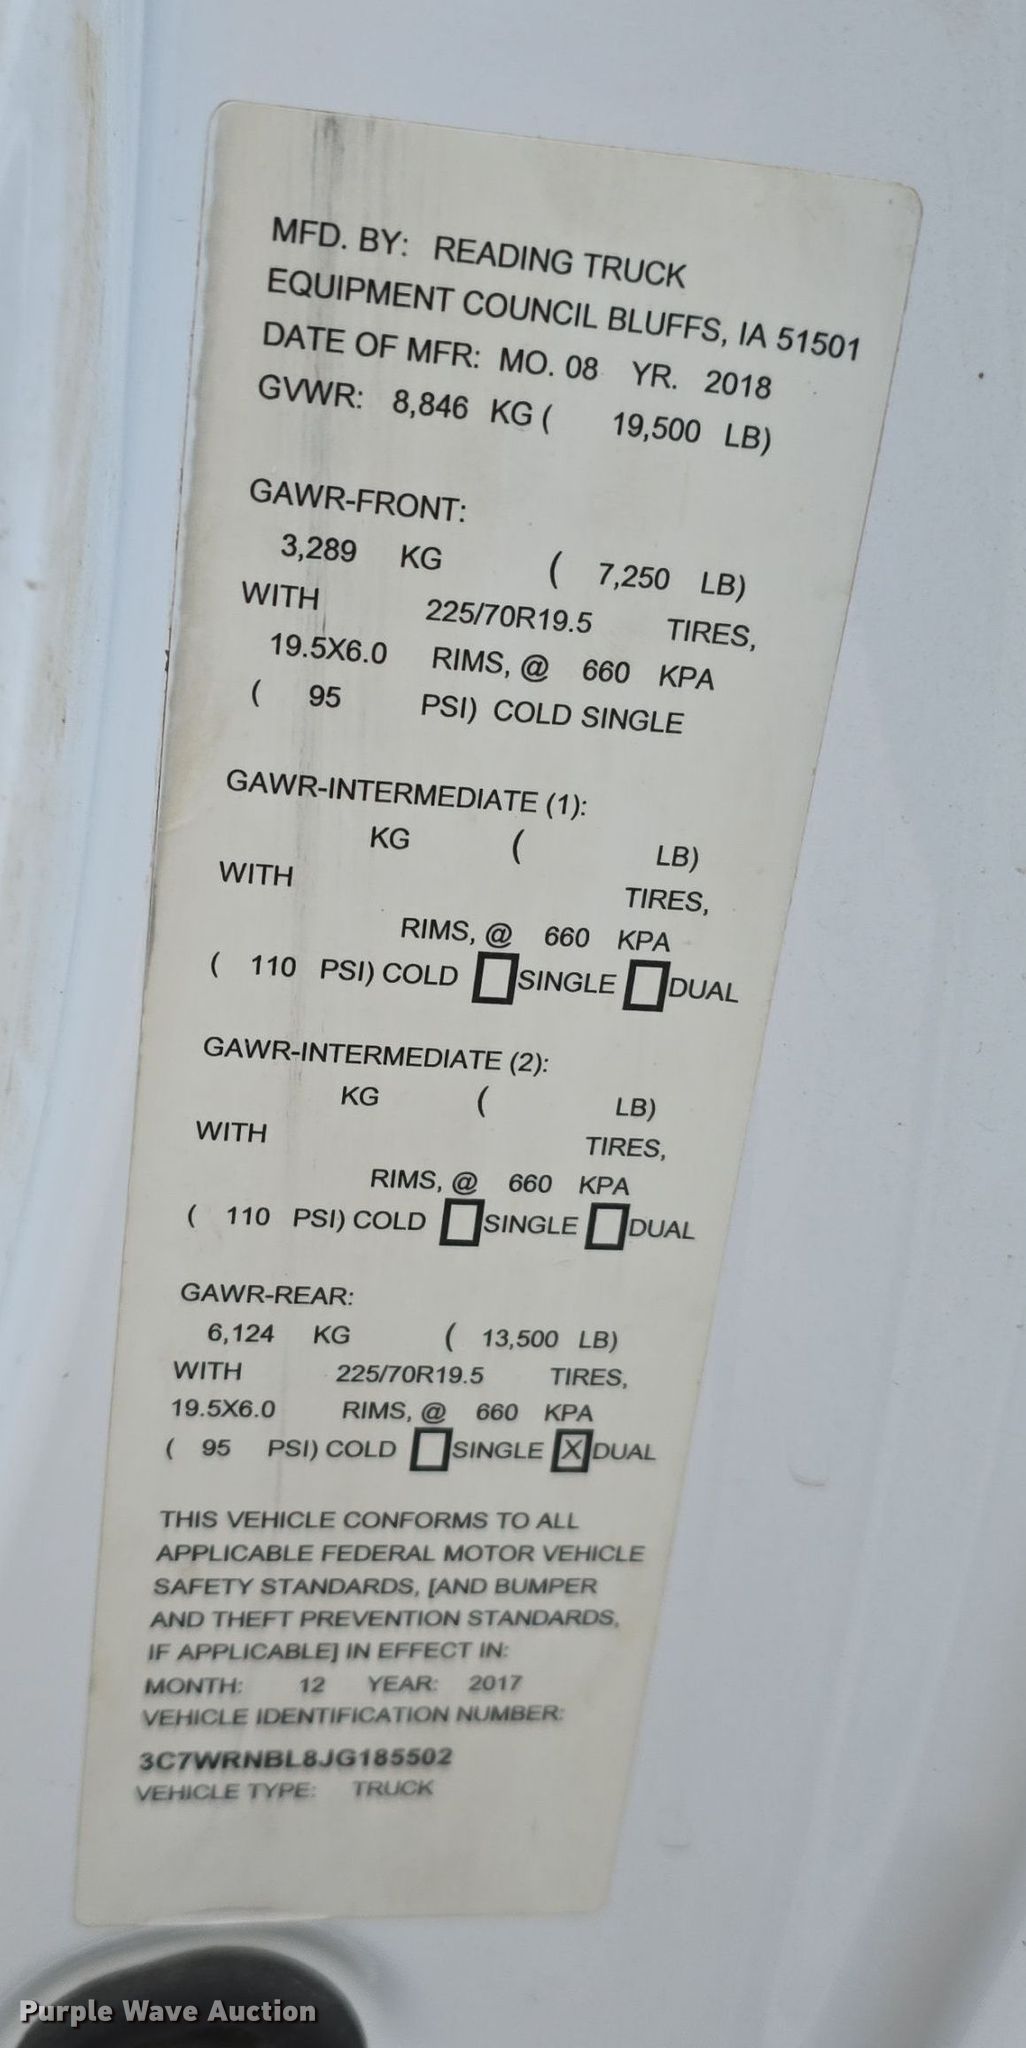 MFD. BY: READING TRUCK
EQUIPMENT COUNCIL BLUFFS, IA 51501
DATE OF MFR: MO. 08 YR. 2018
GVWR: 8,846 KG ( 19,500 LB)
GAWR-FRONT:
3,289 KG ( 7,250 LB)
WITH 225/70R19.5 TIRES,
19.5X6.0 RIMS, @ 660 KPA
( 95 PSI) COLD SINGLE
GAWR-INTERMEDIATE (1):
KG ( LB)
WITH TIRES,
RIMS, @ 660 KPA
( 110 PSI) COLD SINGLE DUAL
GAWR-INTERMEDIATE (2):
KG ( LB)
WITH TIRES,
RIMS, @ 660 KPA
( 110 PSI) COLD SINGLE DUAL
GAWR-REAR:
6,124 KG ( 13,500 LB)
WITH 225/70R19.5 TIRES,
19.5X6.0 RIMS, @ 660 KPA
( 95 PSI) COLD SINGLE X DUAL
THIS VEHICLE CONFORMS TO ALL
APPLICABLE FEDERAL MOTOR VEHICLE
SAFETY STANDARDS, [AND BUMPER
AND THEFT PREVENTION STANDARDS,
IF APPLICABLE] IN EFFECT IN:
MONTH: 12 YEAR: 2017
VEHICLE IDENTIFICATION NUMBER:
3C7WRNBL8JG185502
VEHICLE TYPE: TRUCK
Purple Wave Auction